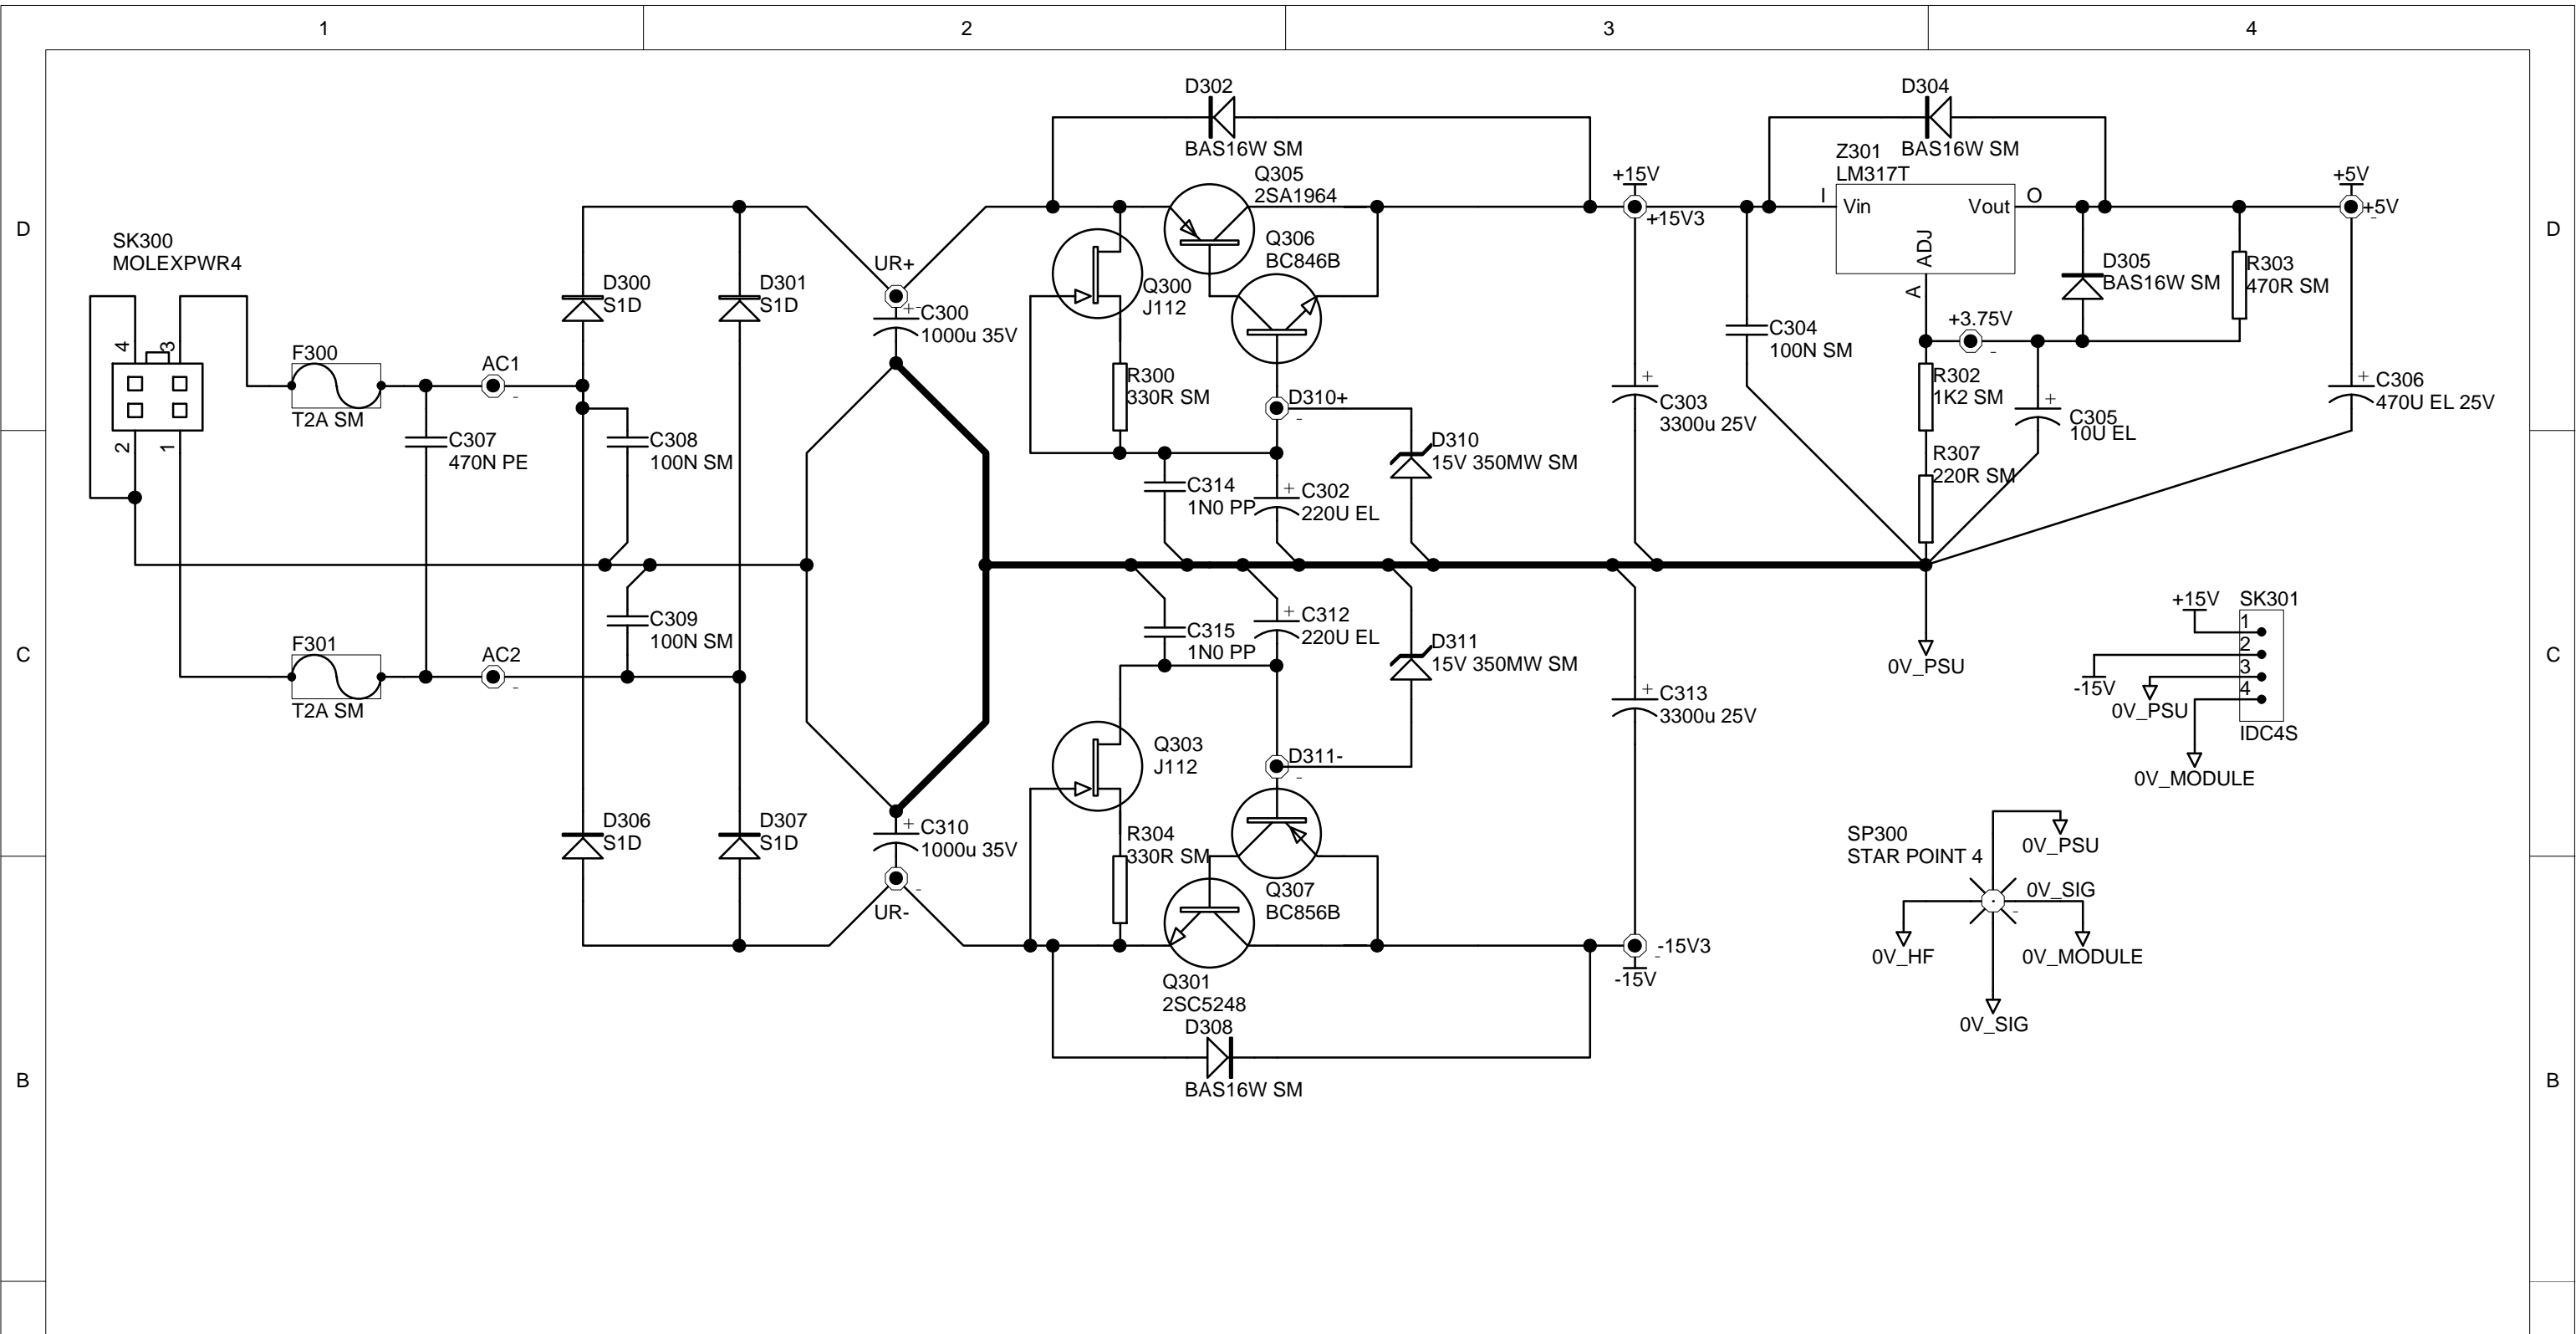 1 2 3 4
D302
BAS16W SM
D304
BAS16W SM
Z301
LM317T
Q305
2SA1964
+15V
+15V3
I Vin
Vout O
ADJ
A
+5V
+5V
D D
SK300
MOLEXPWR4
UR+
Q306
BC846B
D300
S1D
D301
S1D
Q300
J112
C300
1000u 35V
D305
BAS16W SM
R303
470R SM
+3.75V
C304
100N SM
4 3
2 1
F300
T2A SM
AC1
R300
330R SM
D310+
C303
3300u 25V
R302
1K2 SM
C305
10U EL
C306
470U EL 25V
C307
470N PE
C308
100N SM
D310
15V 350MW SM
R307
220R SM
C314
1N0 PP
C302
220U EL
C309
100N SM
C315
1N0 PP
C312
220U EL
D311
15V 350MW SM
0V_PSU
+15V
SK301
1
2
3
4
-15V
0V_PSU
IDC4S
0V_MODULE
C C
F301
T2A SM
AC2
C313
3300u 25V
Q303
J112
D311-
D306
S1D
D307
S1D
C310
1000u 35V
R304
330R SM
UR-
Q307
BC856B
SP300
STAR POINT 4
0V_PSU
0V_SIG
0V_HF
0V_MODULE
0V_SIG
-15V3
-15V
Q301
2SC5248
D308
BAS16W SM
B B